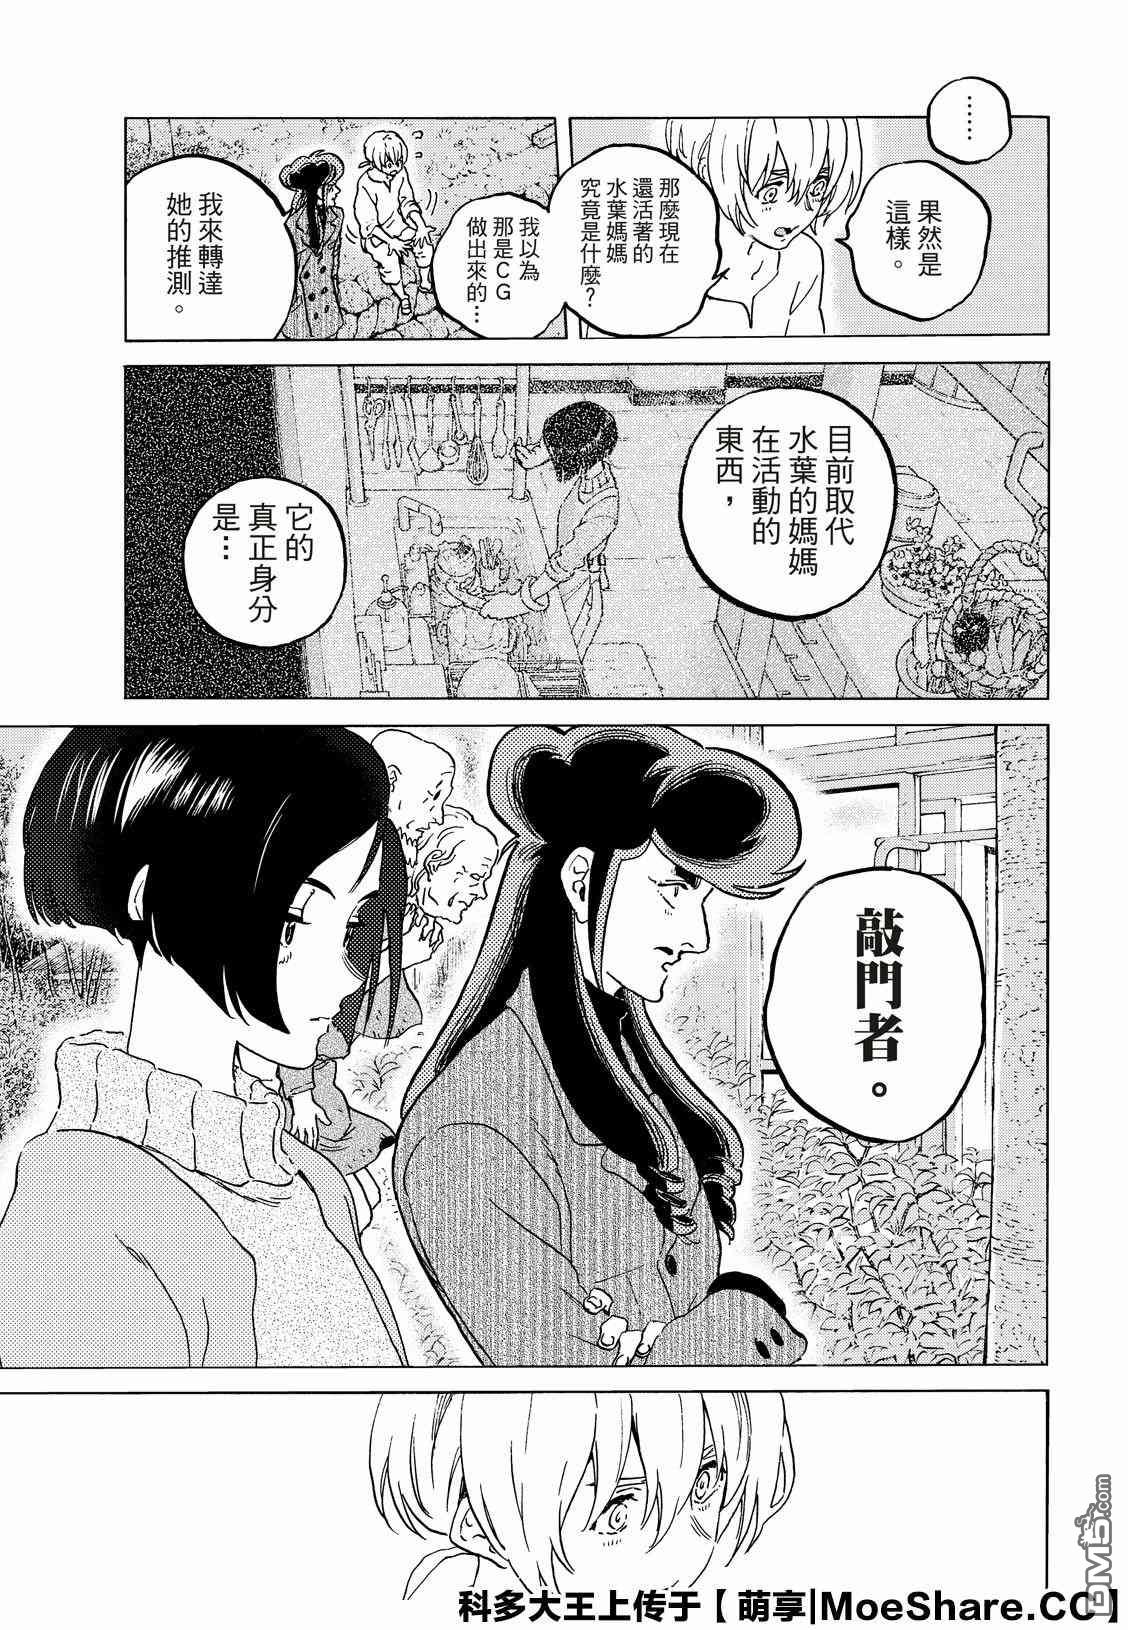 ……
果然是
這樣。
那麼現在
還活著的
水葉媽媽
究竟是什麼？
我以為
那是CG
做出來的…
我來轉達
她的推測。
目前取代
水葉的媽媽
在活動的
東西，
它的
真正身分
是…
敲門者。
科多大王上传于【萌享|MoeShare.CC】
DM5.com